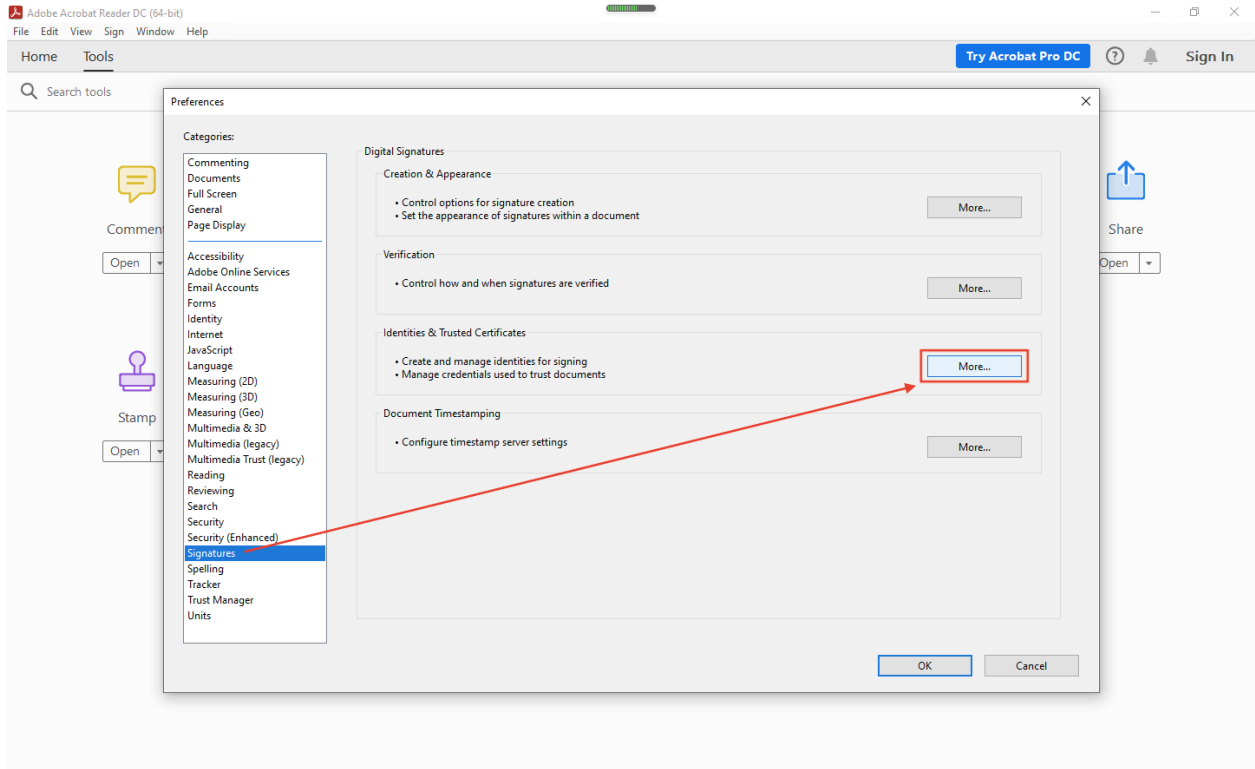 Adobe Acrobat Reader DC (64-bit)
File Edit View Sign Window Help
Home Tools
Try Acrobat Pro DC
? Sign In
Search tools
Preferences
Categories:
Commenting
Documents
Full Screen
General
Page Display
Accessibility
Adobe Online Services
Email Accounts
Forms
Identity
Internet
JavaScript
Language
Measuring (2D)
Measuring (3D)
Measuring (Geo)
Multimedia & 3D
Multimedia (legacy)
Multimedia Trust (legacy)
Reading
Reviewing
Search
Security
Security (Enhanced)
Signatures
Spelling
Tracker
Trust Manager
Units
Digital Signatures
Creation & Appearance
• Control options for signature creation
• Set the appearance of signatures within a document
More...
Verification
• Control how and when signatures are verified
More...
Identities & Trusted Certificates
• Create and manage identities for signing
• Manage credentials used to trust documents
More...
Document Timestamping
• Configure timestamp server settings
More...
OK Cancel
Commen
Open
Stamp
Open
Share
Open